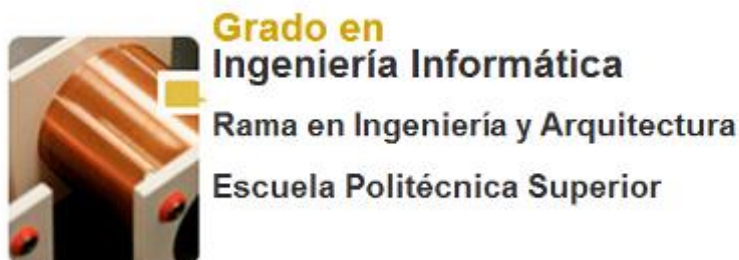 Grado en
Ingeniería Informática
Rama en Ingeniería y Arquitectura
Escuela Politécnica Superior